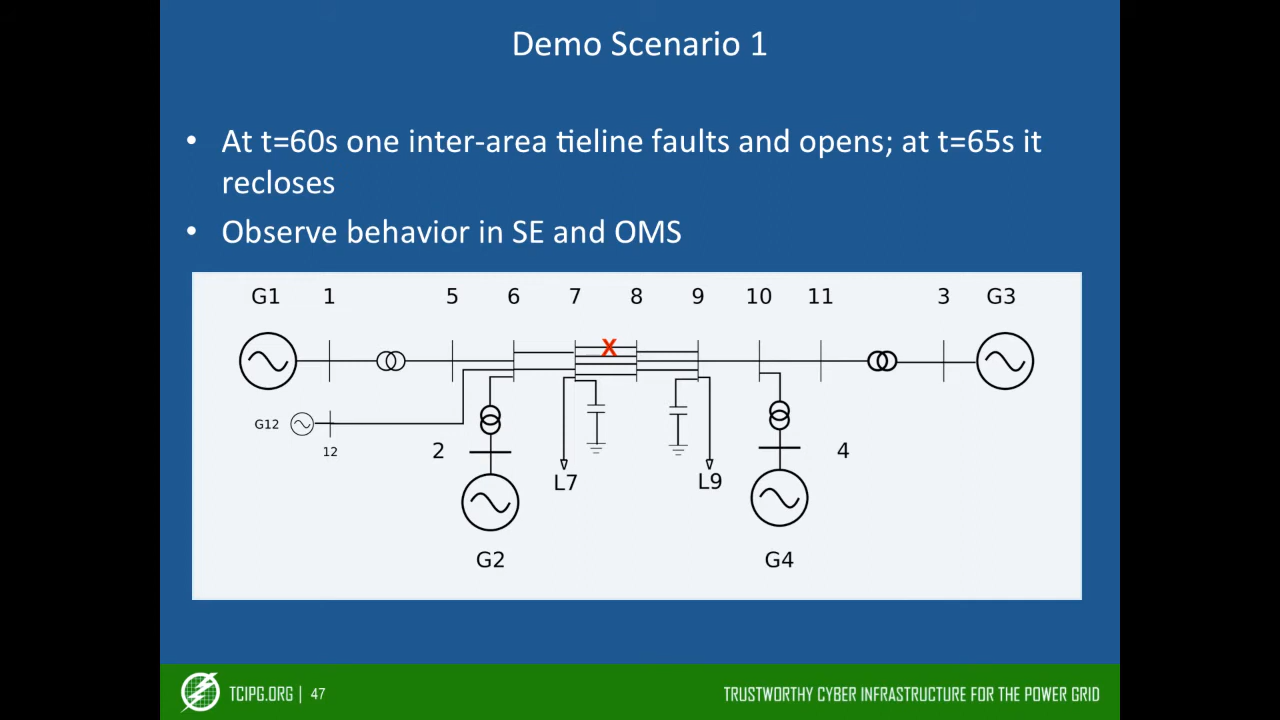 Demo Scenario 1
• At t=60s one inter-area tieline faults and opens; at t=65s it
recloses
• Observe behavior in SE and OMS
G1 1 5 6 7 8 9 10 11 3 G3
X
G12
12
2
4
L7
L9
G2
G4
TCIPG.ORG | 47
TRUSTWORTHY CYBER INFRASTRUCTURE FOR THE POWER GRID